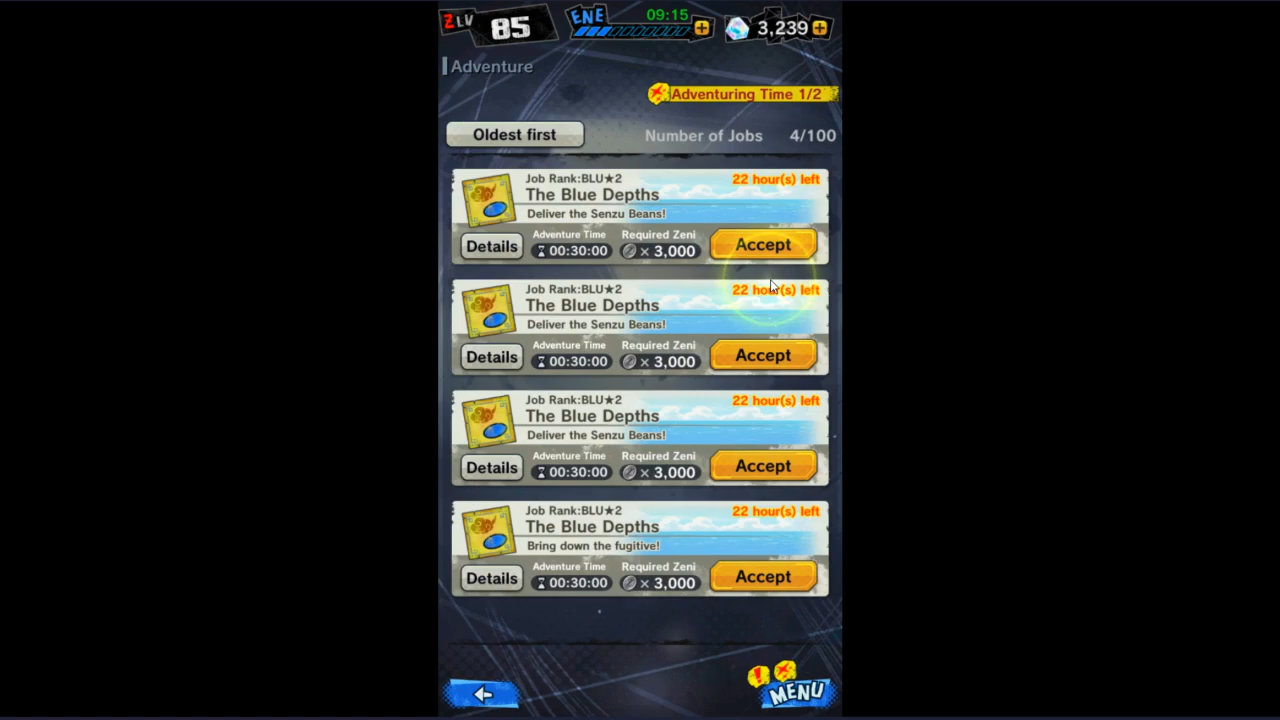 ZLV 85 ENE 09:15 3,239
Adventure
Adventuring Time 1/2
Oldest first Number of Jobs 4/100
Job Rank:BLU★2 22 hour(s) left
The Blue Depths
Deliver the Senzu Beans!
Adventure Time Required Zeni
Details 00:30:00 × 3,000 Accept
Job Rank:BLU★2 22 hour(s) left
The Blue Depths
Deliver the Senzu Beans!
Adventure Time Required Zeni
Details 00:30:00 × 3,000 Accept
Job Rank:BLU★2 22 hour(s) left
The Blue Depths
Deliver the Senzu Beans!
Adventure Time Required Zeni
Details 00:30:00 × 3,000 Accept
Job Rank:BLU★2 22 hour(s) left
The Blue Depths
Bring down the fugitive!
Adventure Time Required Zeni
Details 00:30:00 × 3,000 Accept
! MENU